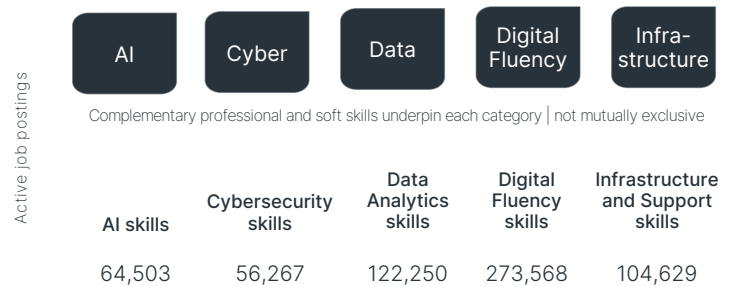 AI
Cyber
Data
Digital
Fluency
Infra-
structure
Complementary professional and soft skills underpin each category | not mutually exclusive
Active job postings
AI skills
Cybersecurity
skills
Data
Analytics
skills
Digital
Fluency
skills
Infrastructure
and Support
skills
64,503
56,267
122,250
273,568
104,629